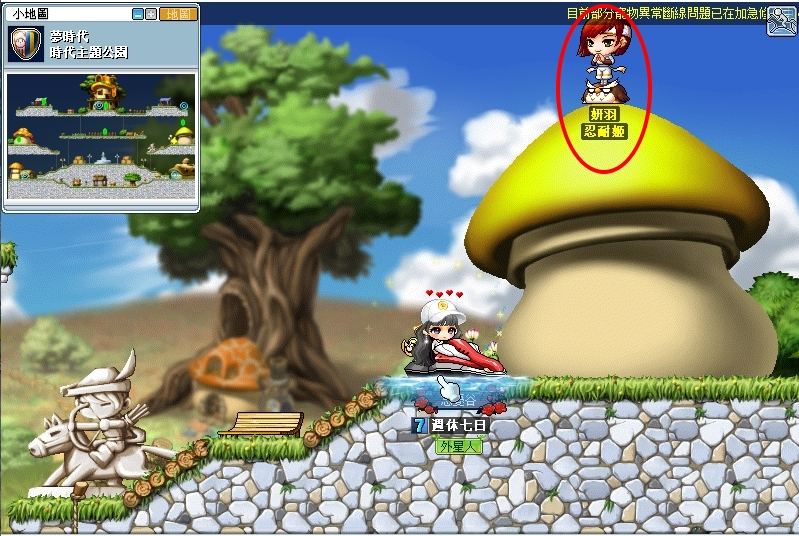 小地圖
地圖
夢時代
時代主題公園
目前部分寵物異常斷線問題已在加急修
妍羽
忍耐姬
7 週休七日
外星人